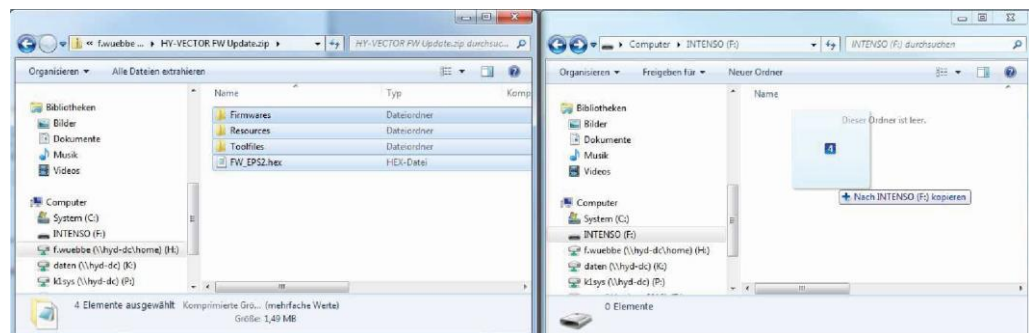 « f.wuebbe ... ▸ HY-VECTOR FW Update.zip ▸
HY-VECTOR FW Update.zip durchsuc...
Organisieren ▾ Alle Dateien extrahieren
Name Typ Komp
Bibliotheken
Bilder
Dokumente
Musik
Videos
Computer
System (C:)
INTENSO (F:)
f.wuebbe (\\hyd-dc\home) (H:)
daten (\\hyd-dc) (K:)
k1sys (\\hyd-dc) (P:)
Firmwares Dateiordner
Resources Dateiordner
Toolfiles Dateiordner
FW_EPS2.hex HEX-Datei
4 Elemente ausgewählt Komprimierte Grö... (mehrfache Werte)
Größe: 1,49 MB
▸ Computer ▸ INTENSO (F:)
INTENSO (F:) durchsuchen
Organisieren ▾ Freigeben für ▾ Neuer Ordner
Name
Bibliotheken
Bilder
Dokumente
Musik
Videos
Computer
System (C:)
INTENSO (F:)
f.wuebbe (\\hyd-dc\home) (H:)
daten (\\hyd-dc) (K:)
k1sys (\\hyd-dc) (P:)
Dieser Ordner ist leer.
4
Nach INTENSO (F:) kopieren
0 Elemente